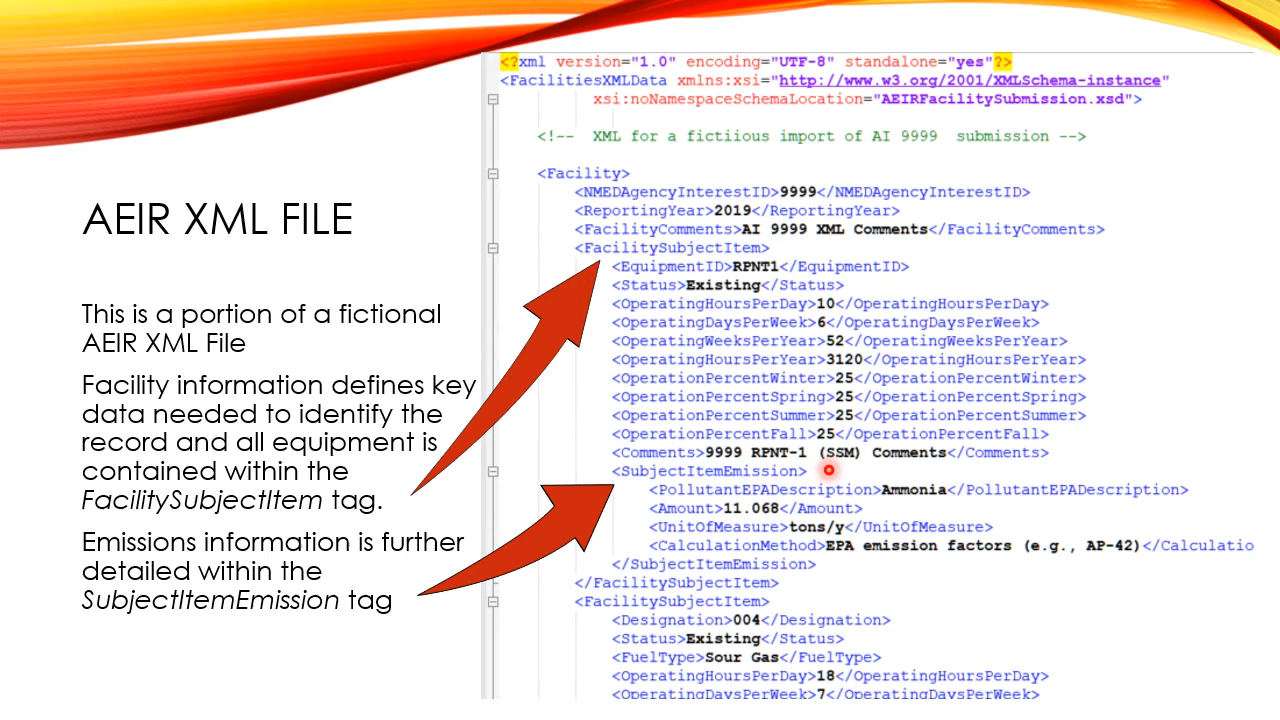 AEIR XML FILE
This is a portion of a fictional
AEIR XML File
Facility information defines key
data needed to identify the
record and all equipment is
contained within the
FacilitySubjectItem tag.
Emissions information is further
detailed within the
SubjectItemEmission tag
<?xml version="1.0" encoding="UTF-8" standalone="yes"?>
<FacilitiesXMLData xmlns:xsi="http://www.w3.org/2001/XMLSchema-instance"
xsi:noNamespaceSchemaLocation="AEIRFacilitySubmission.xsd">
<!-- XML for a fictiious import of AI 9999 submission -->
<Facility>
<NMEDAgencyInterestID>9999</NMEDAgencyInterestID>
<ReportingYear>2019</ReportingYear>
<FacilityComments>AI 9999 XML Comments</FacilityComments>
<FacilitySubjectItem>
<EquipmentID>RPNT1</EquipmentID>
<Status>Existing</Status>
<OperatingHoursPerDay>10</OperatingHoursPerDay>
<OperatingDaysPerWeek>6</OperatingDaysPerWeek>
<OperatingWeeksPerYear>52</OperatingWeeksPerYear>
<OperatingHoursPerYear>3120</OperatingHoursPerYear>
<OperationPercentWinter>25</OperationPercentWinter>
<OperationPercentSpring>25</OperationPercentSpring>
<OperationPercentSummer>25</OperationPercentSummer>
<OperationPercentFall>25</OperationPercentFall>
<Comments>9999 RPNT-1 (SSM) Comments</Comments>
<SubjectItemEmission>
<PollutantEPADescription>Ammonia</PollutantEPADescription>
<Amount>11.068</Amount>
<UnitOfMeasure>tons/y</UnitOfMeasure>
<CalculationMethod>EPA emission factors (e.g., AP-42)</Calculatio
</SubjectItemEmission>
</FacilitySubjectItem>
<FacilitySubjectItem>
<Designation>004</Designation>
<Status>Existing</Status>
<FuelType>Sour Gas</FuelType>
<OperatingHoursPerDay>18</OperatingHoursPerDay>
<OperatingDaysPerWeek>7</OperatingDaysPerWeek>